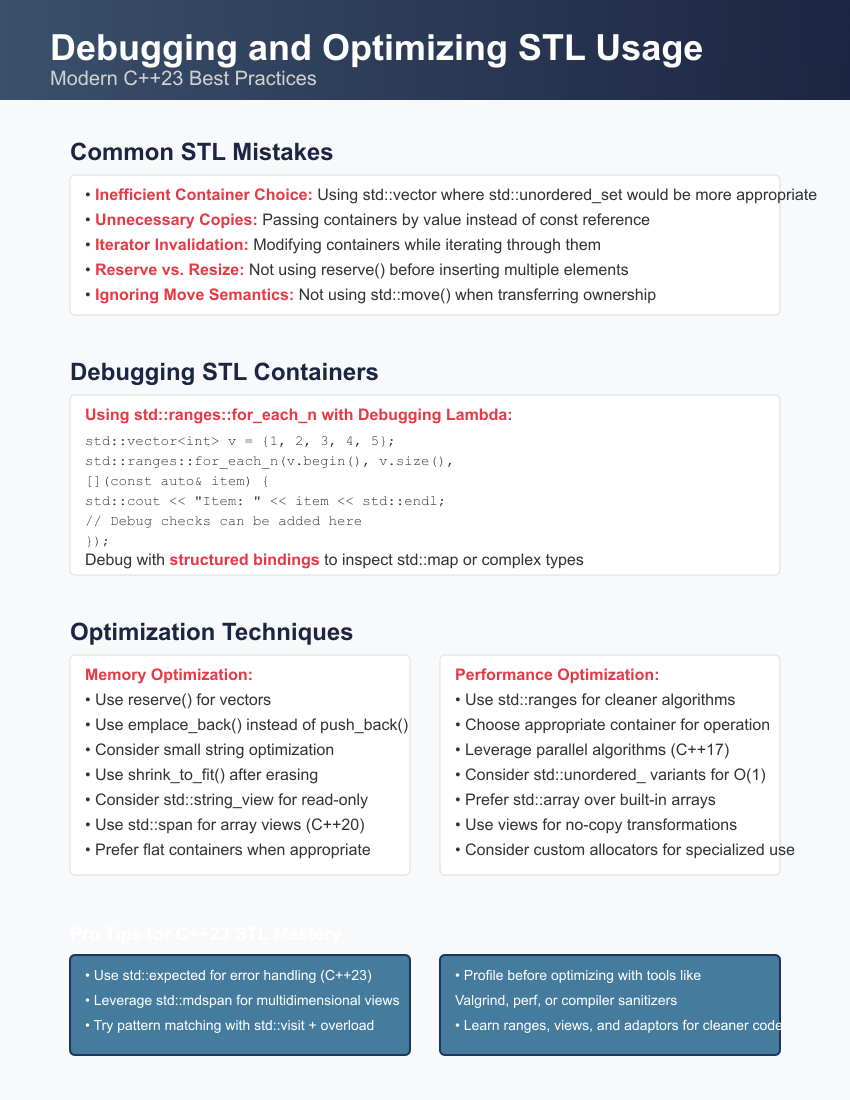 Debugging and Optimizing STL Usage
Modern C++23 Best Practices
Common STL Mistakes
• Inefficient Container Choice: Using std::vector where std::unordered_set would be more appropriate
• Unnecessary Copies: Passing containers by value instead of const reference
• Iterator Invalidation: Modifying containers while iterating through them
• Reserve vs. Resize: Not using reserve() before inserting multiple elements
• Ignoring Move Semantics: Not using std::move() when transferring ownership
Debugging STL Containers
Using std::ranges::for_each_n with Debugging Lambda:
std::vector<int> v = {1, 2, 3, 4, 5};
std::ranges::for_each_n(v.begin(), v.size(),
[](const auto& item) {
std::cout << "Item: " << item << std::endl;
// Debug checks can be added here
});
Debug with structured bindings to inspect std::map or complex types
Optimization Techniques
Memory Optimization:
• Use reserve() for vectors
• Use emplace_back() instead of push_back()
• Consider small string optimization
• Use shrink_to_fit() after erasing
• Consider std::string_view for read-only
• Use std::span for array views (C++20)
• Prefer flat containers when appropriate
Performance Optimization:
• Use std::ranges for cleaner algorithms
• Choose appropriate container for operation
• Leverage parallel algorithms (C++17)
• Consider std::unordered_ variants for O(1)
• Prefer std::array over built-in arrays
• Use views for no-copy transformations
• Consider custom allocators for specialized use
Pro Tips for C++23 STL Mastery
• Use std::expected for error handling (C++23)
• Leverage std::mdspan for multidimensional views
• Try pattern matching with std::visit + overload
• Profile before optimizing with tools like
Valgrind, perf, or compiler sanitizers
• Learn ranges, views, and adaptors for cleaner code